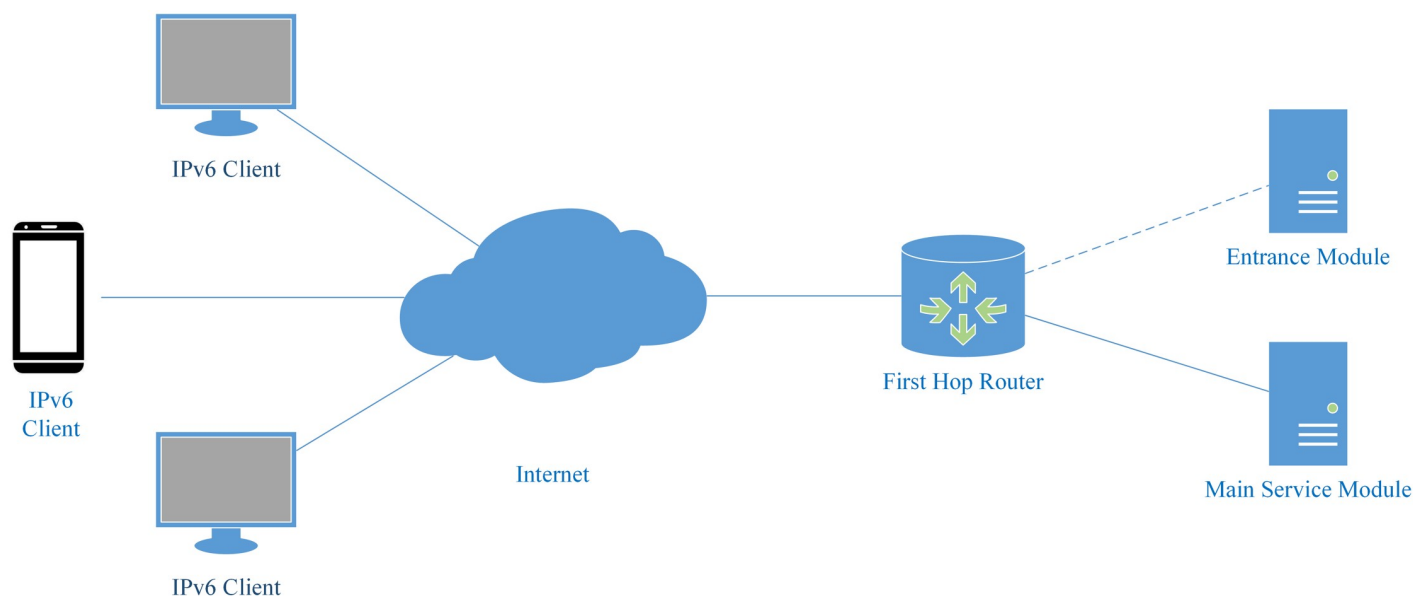 IPv6 Client
IPv6
Client
IPv6 Client
Internet
First Hop Router
Entrance Module
Main Service Module